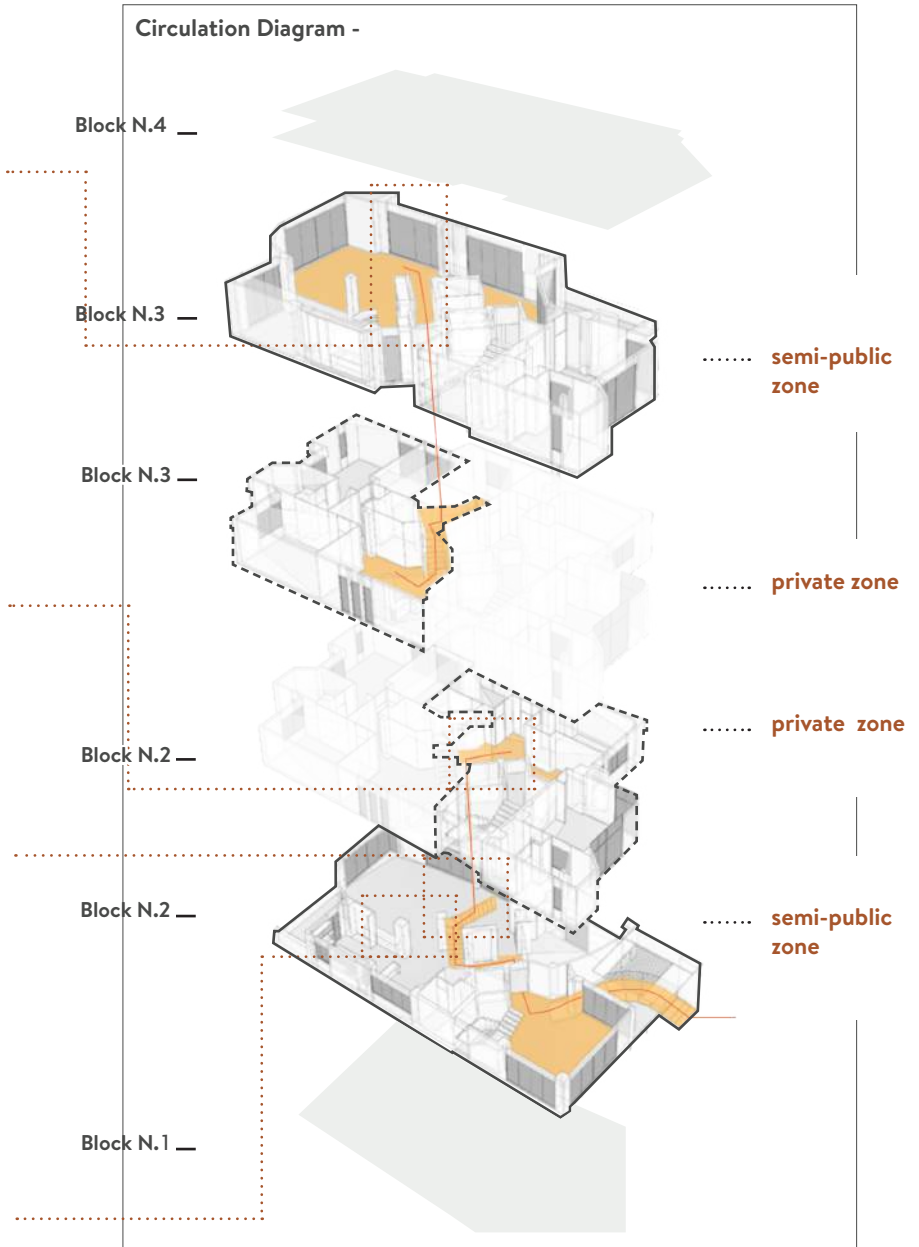 Circulation Diagram -
Block N.4
Block N.3
semi-public
zone
Block N.3
private zone
private  zone
Block N.2
Block N.2
semi-public
zone
Block N.1